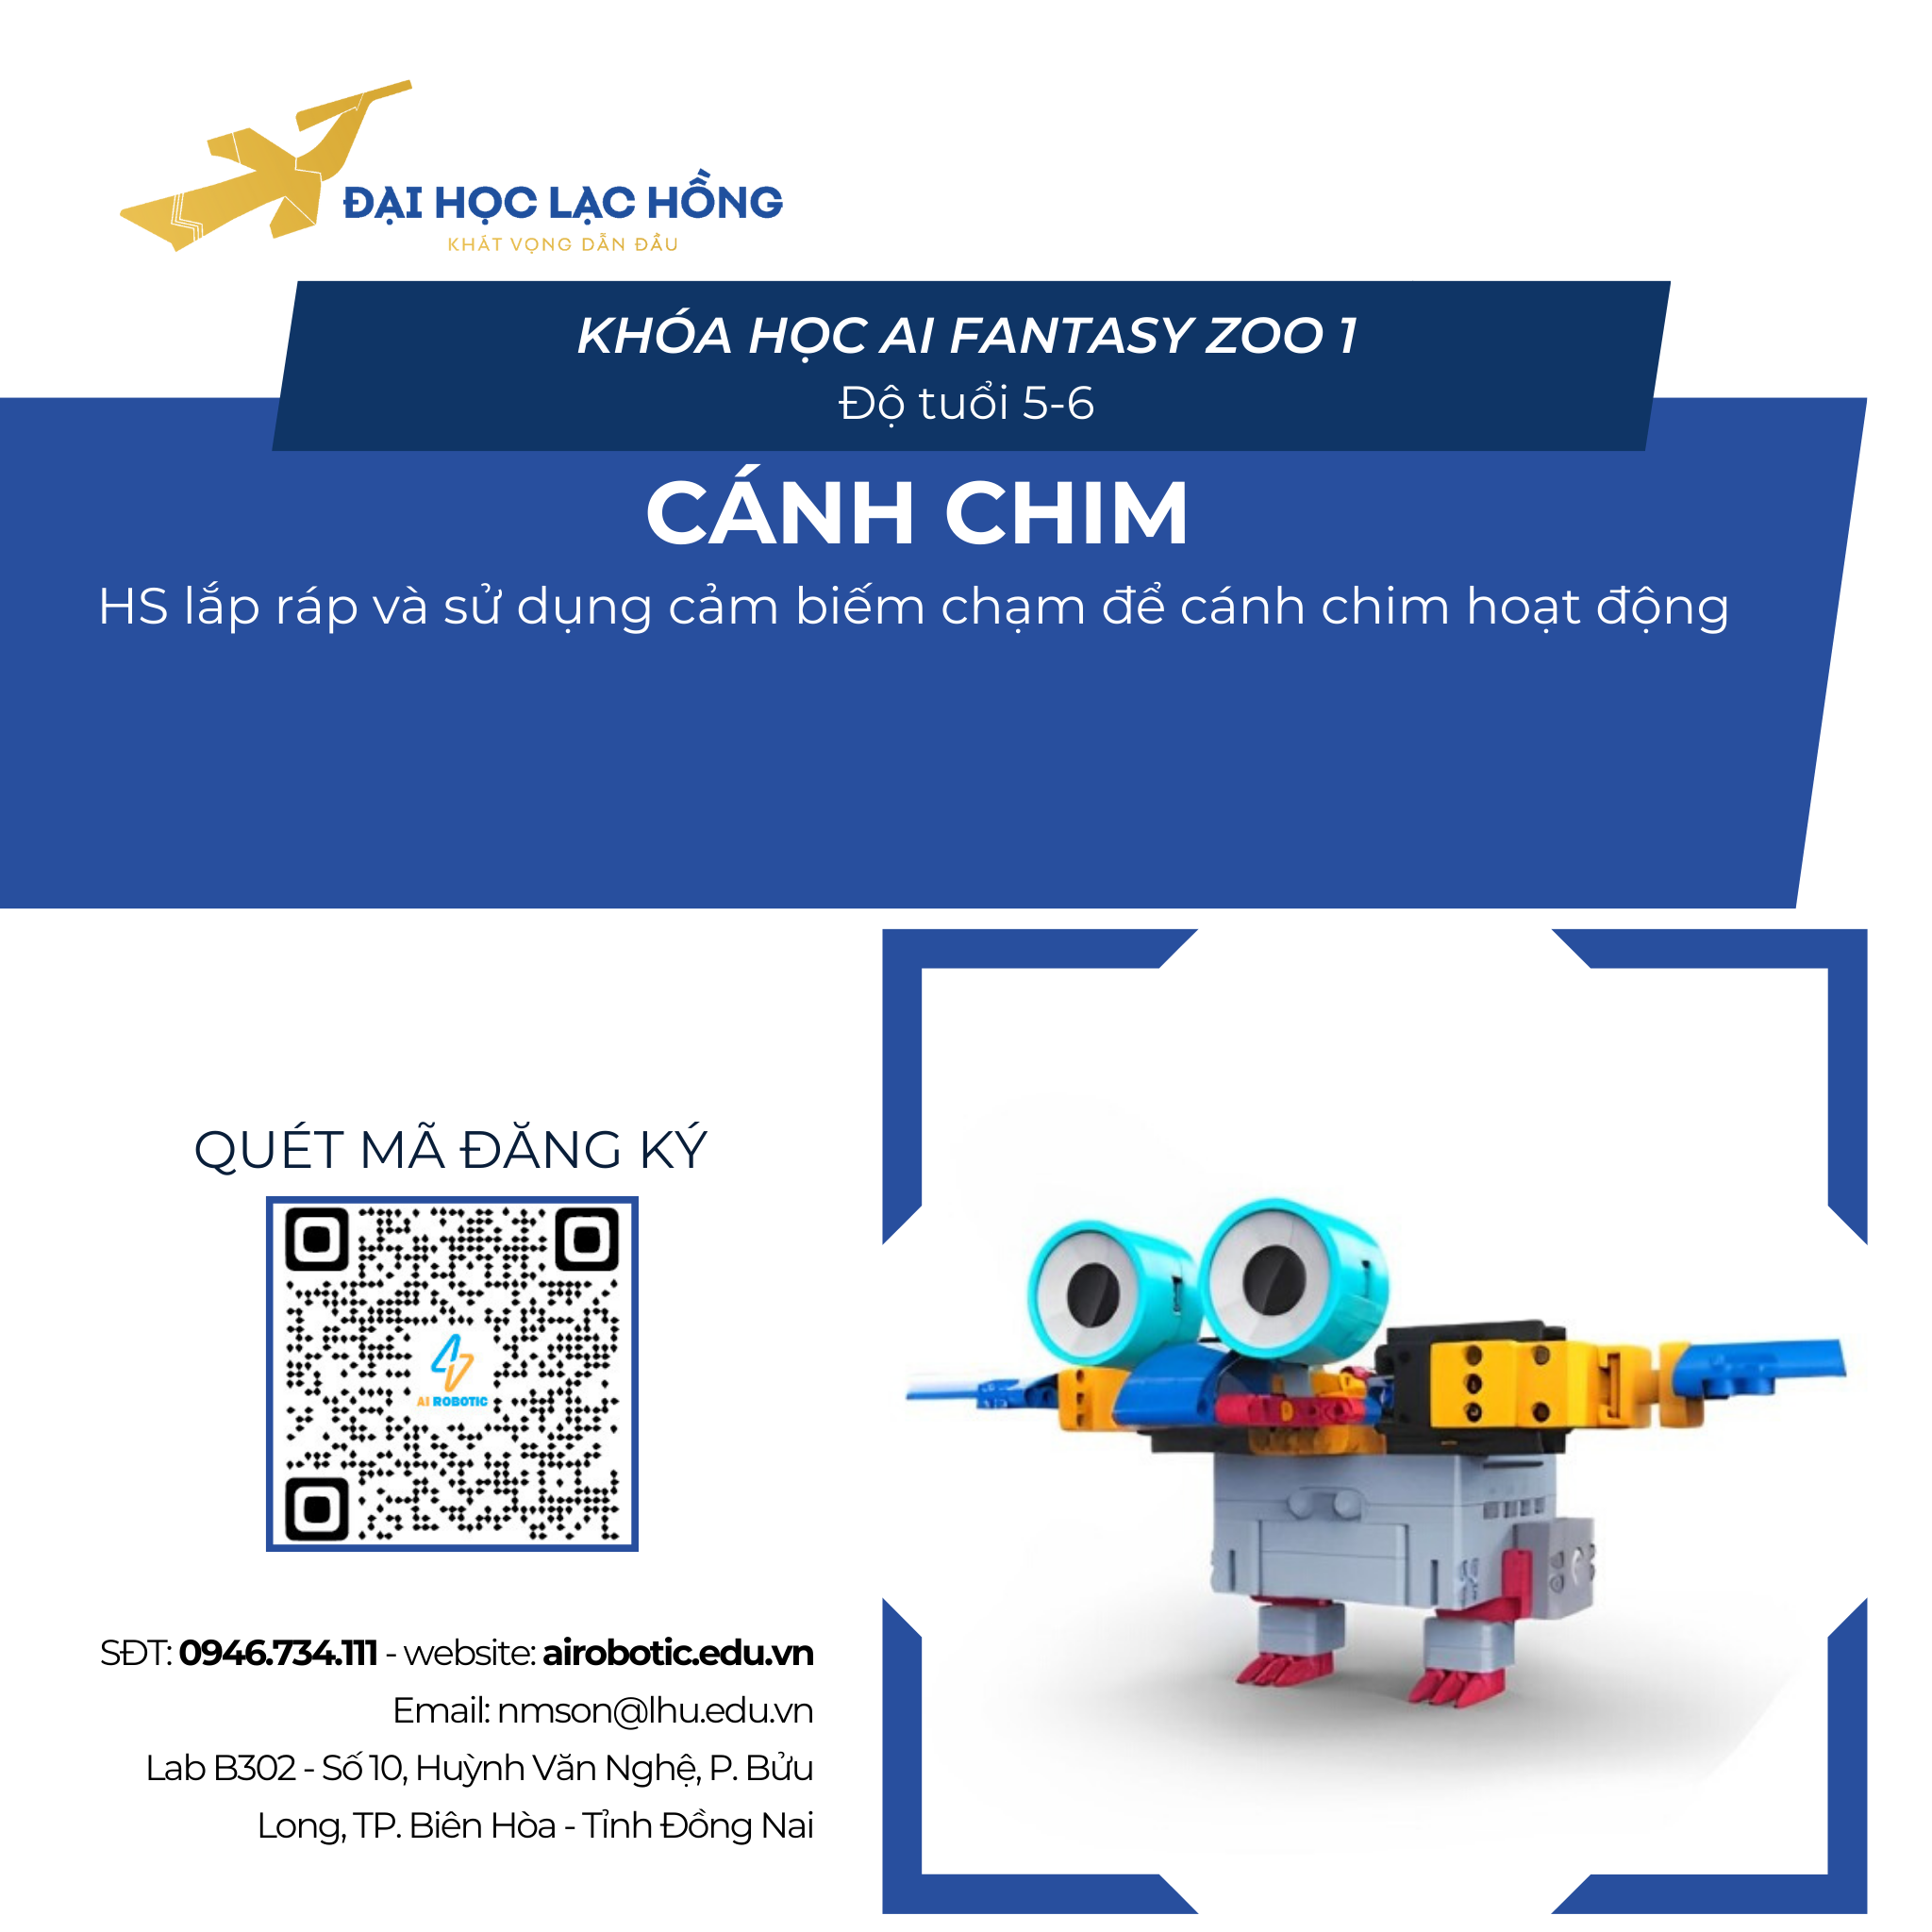 ĐẠI HỌC LẠC HỒNG
KHÁT VỌNG DẪN ĐẦU
KHÓA HỌC AI FANTASY ZOO 1
Độ tuổi 5-6
CÁNH CHIM
HS lắp ráp và sử dụng cảm biếm chạm để cánh chim hoạt động
QUÉT MÃ ĐĂNG KÝ
AI ROBOTIC
SĐT: 0946.734.111 - website: airobotic.edu.vn
Email: nmson@lhu.edu.vn
Lab B302 - Số 10, Huỳnh Văn Nghệ, P. Bửu
Long, TP. Biên Hòa - Tỉnh Đồng Nai